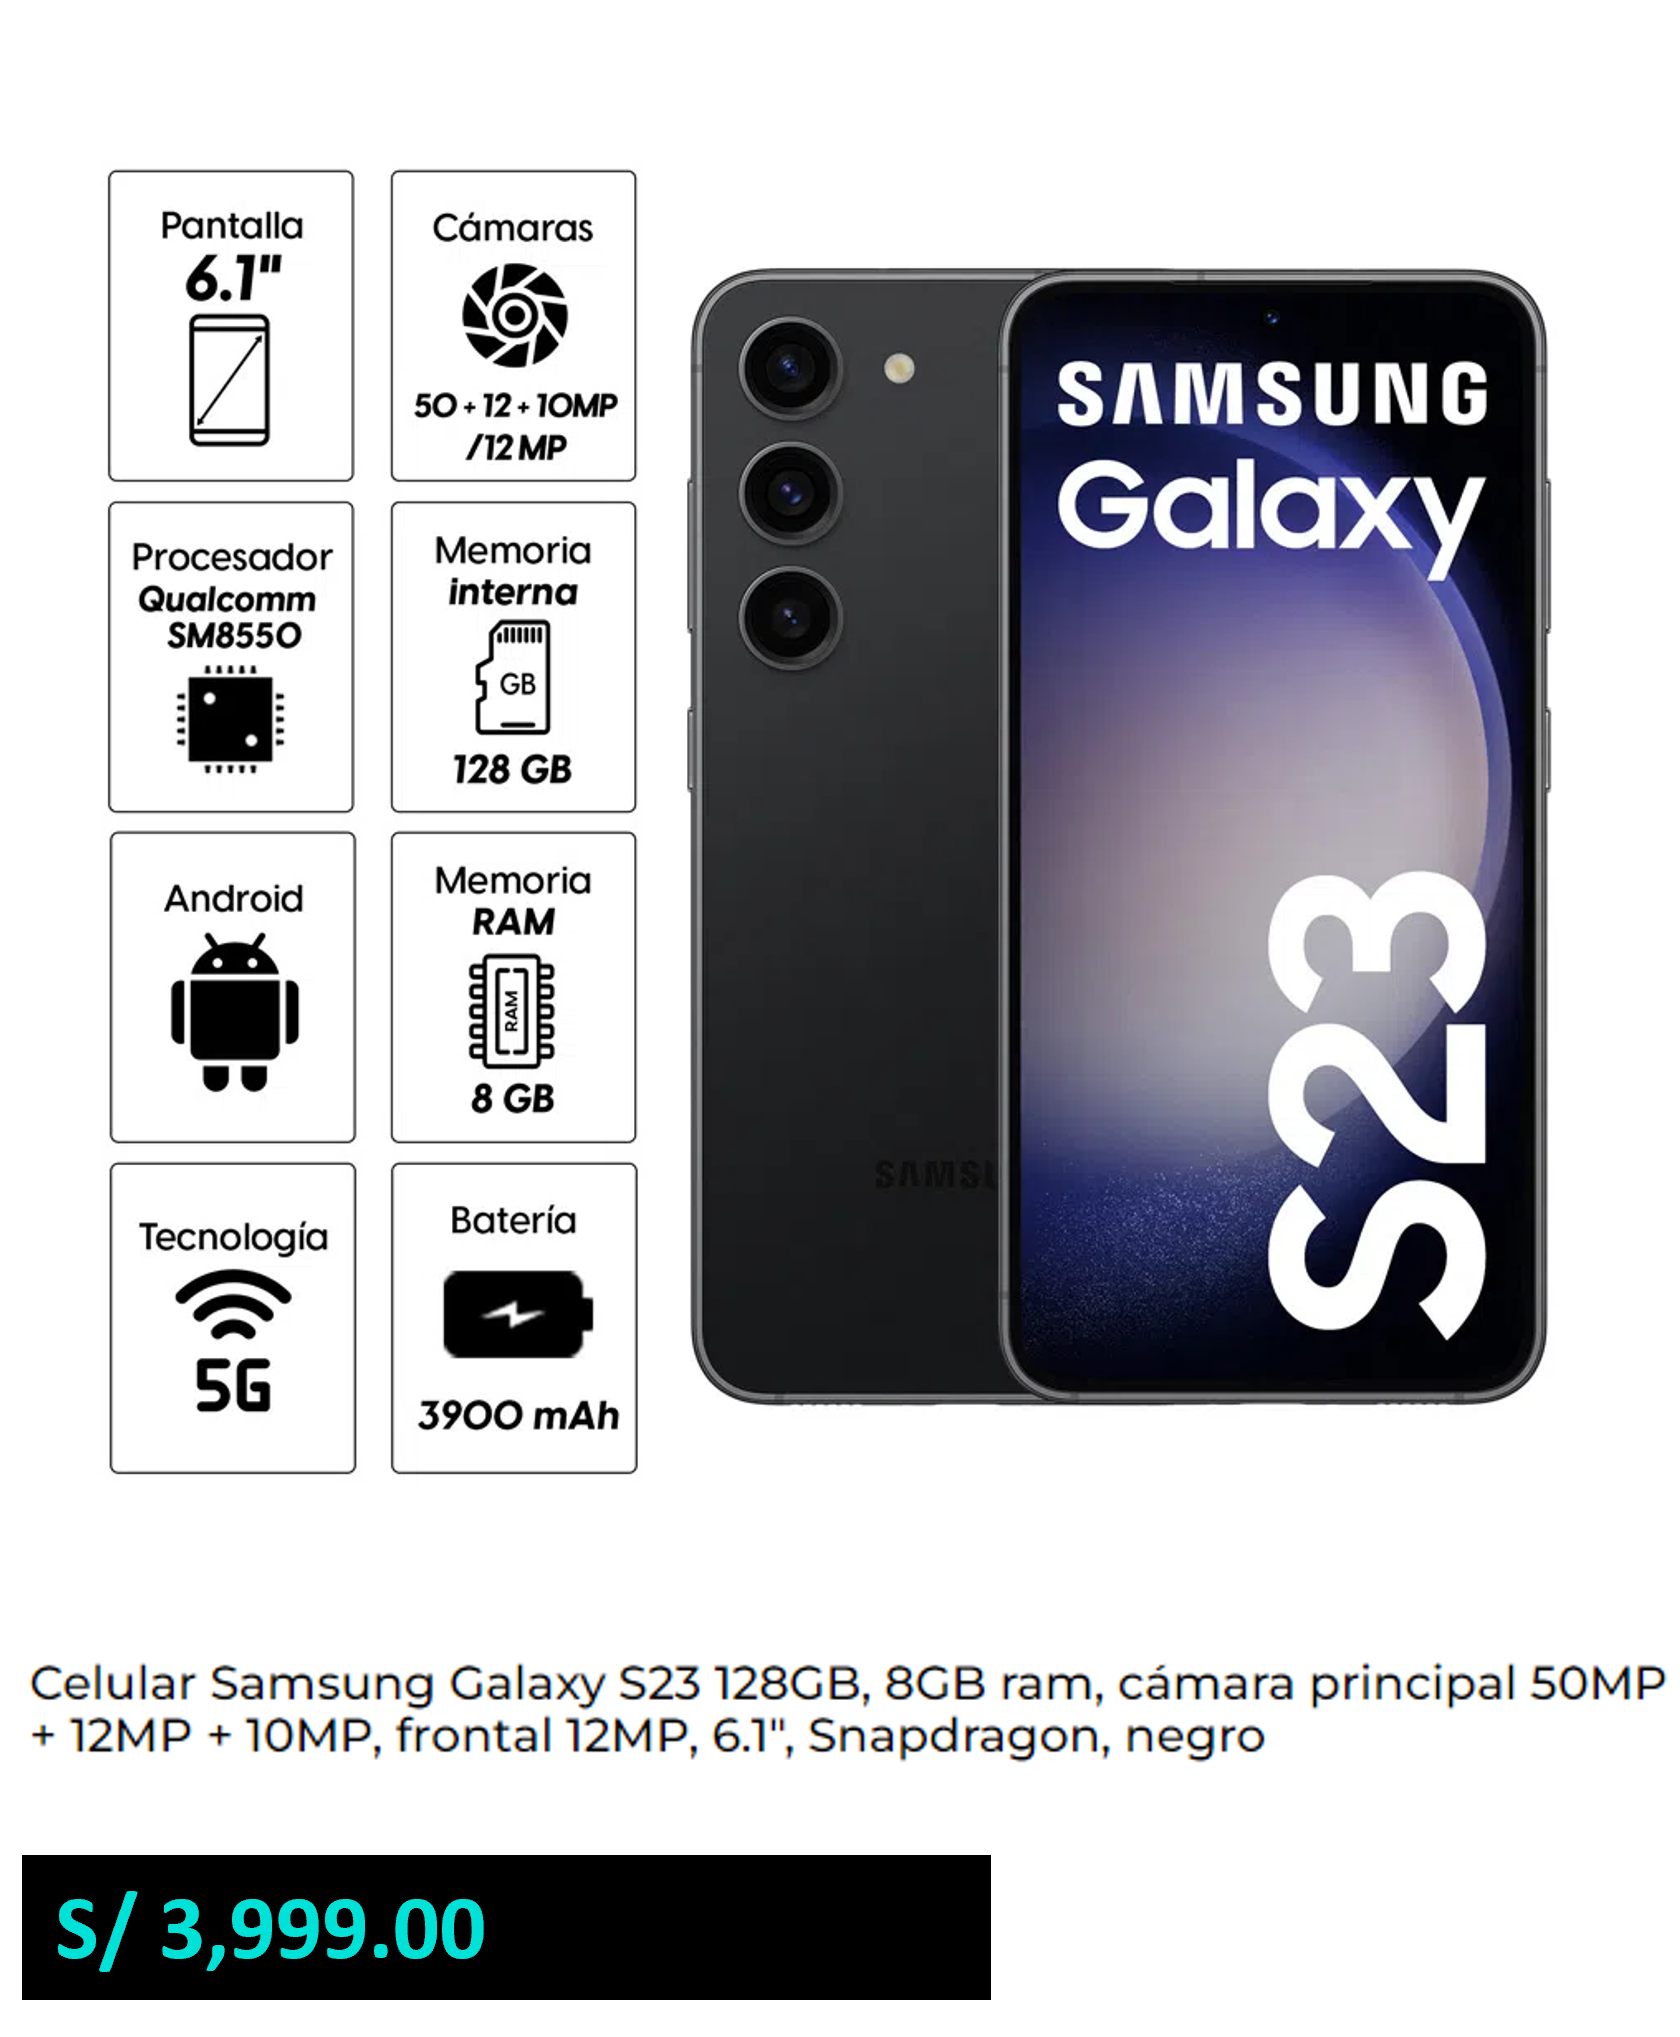 Pantalla
6.1"
Cámaras
50 + 12 + 10MP
/12 MP
Procesador
Qualcomm
SM8550
Memoria
interna
GB
128 GB
Android
Memoria
RAM
RAM
8 GB
Tecnología
5G
Batería
3900 mAh
SAMSUNG
Galaxy
S23
SAMSU
Celular Samsung Galaxy S23 128GB, 8GB ram, cámara principal 50MP
+ 12MP + 10MP, frontal 12MP, 6.1", Snapdragon, negro
S/ 3,999.00